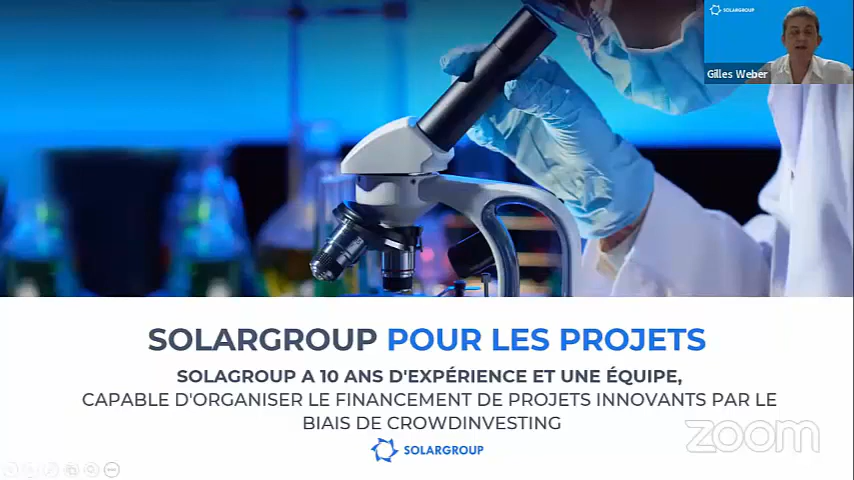 SOLARGROUP
Gilles Weber
SOLARGROUP POUR LES PROJETS
SOLAGROUP A 10 ANS D'EXPÉRIENCE ET UNE ÉQUIPE,
CAPABLE D'ORGANISER LE FINANCEMENT DE PROJETS INNOVANTS PAR LE
BIAIS DE CROWDINVESTING
SOLARGROUP
zoom